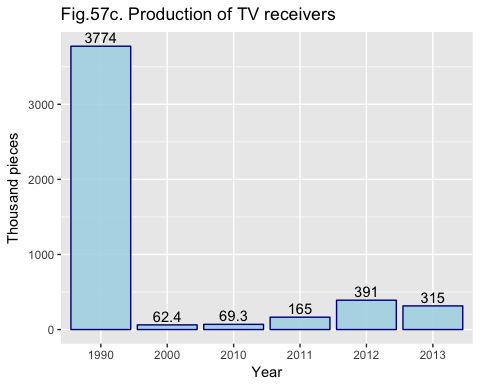 Fig.57c. Production of TV receivers
3774
3000
2000
1000
0
62.4
69.3
165
391
315
1990 2000 2010 2011 2012 2013
Year
Thousand pieces